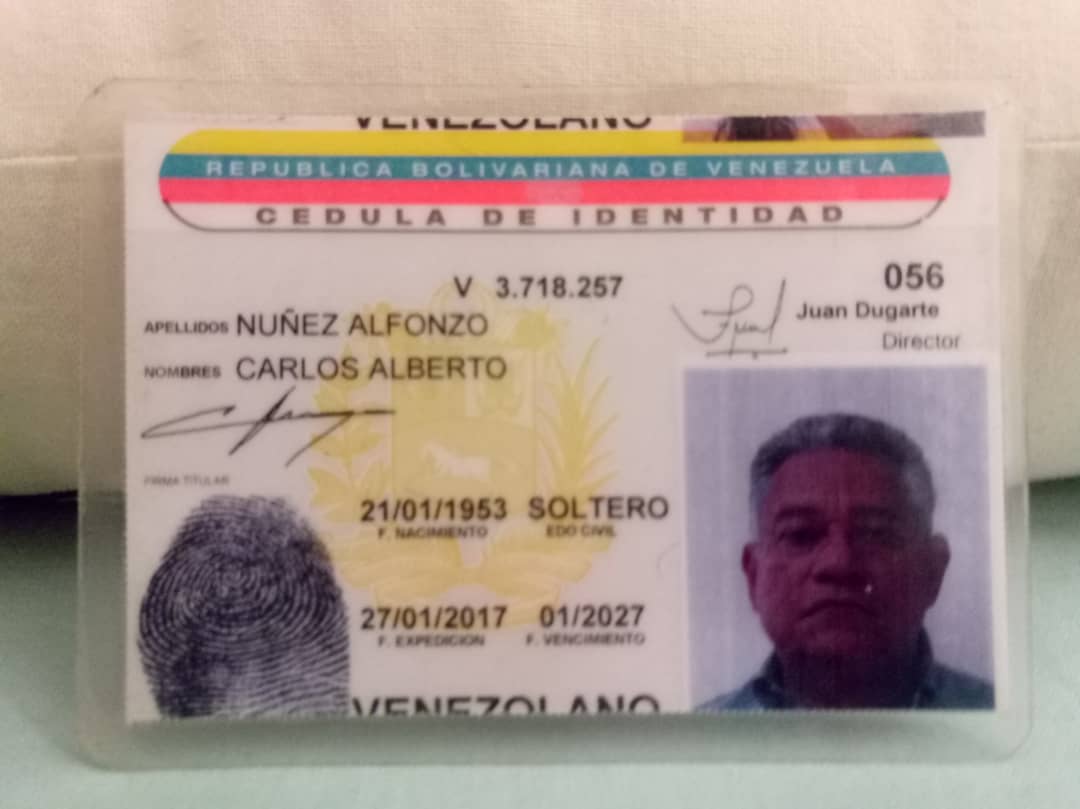 VENEZOLANO
REPUBLICA BOLIVARIANA DE VENEZUELA
CEDULA DE IDENTIDAD
V 3.718.257
056
Juan Dugarte
Director
APELLIDOS NUÑEZ ALFONZO
NOMBRES CARLOS ALBERTO
FIRMA TITULAR
21/01/1953 SOLTERO
F. NACIMIENTO EDO CIVIL
27/01/2017 01/2027
F. EXPEDICION F. VENCIMIENTO
VENEZOLANO